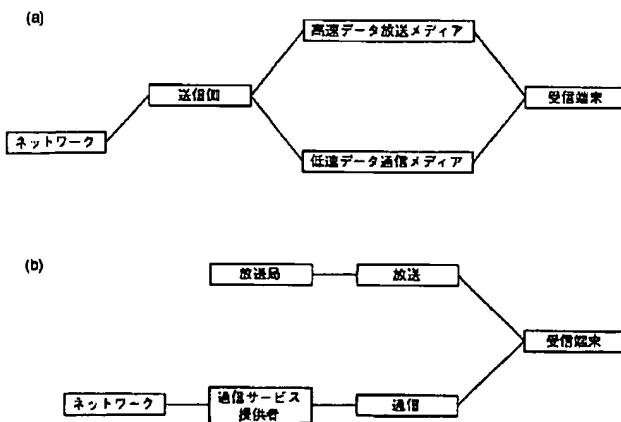 (a)
高速データ放送メディア
送信側
受信端末
ネットワーク
低速データ通信メディア
(b)
放送局
放送
受信端末
ネットワーク
通信サービス
提供者
通信